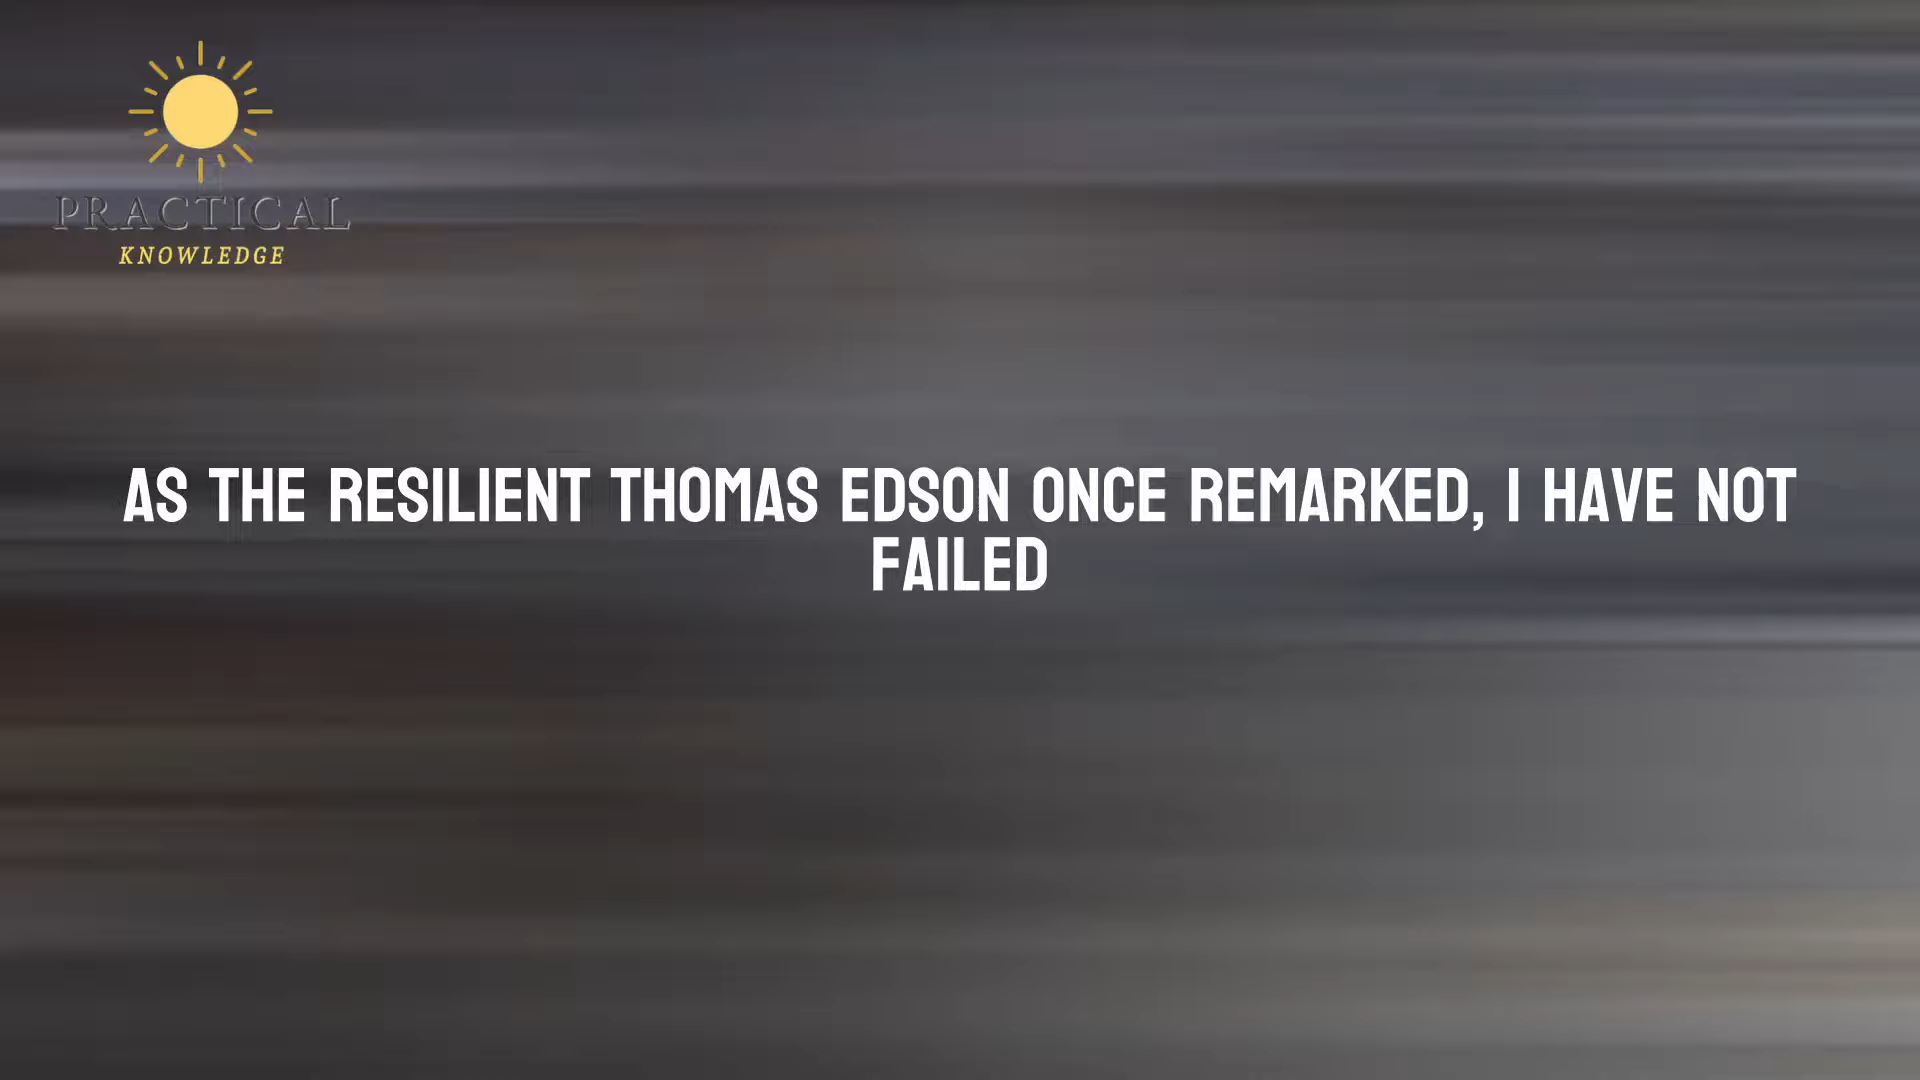 PRACTICAL
KNOWLEDGE
AS THE RESILIENT THOMAS EDSON ONCE REMARKED, I HAVE NOT
FAILED